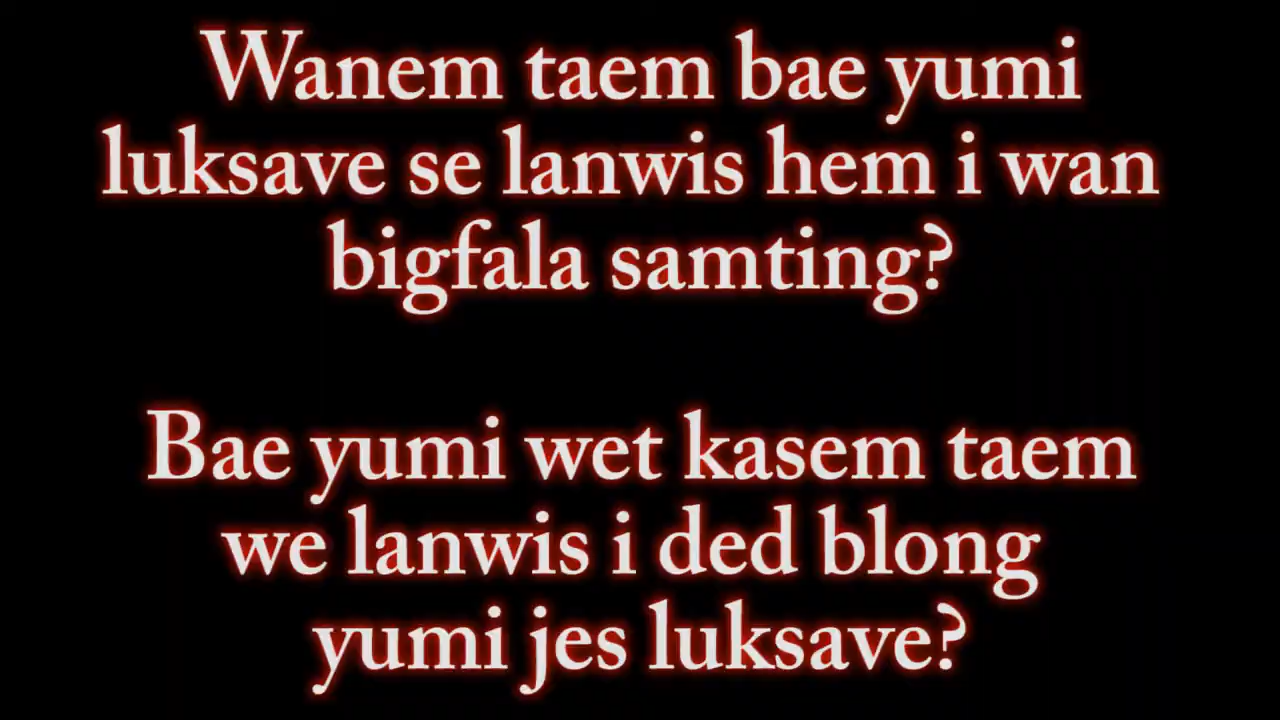 Wanem taem bae yumi
luksave se lanwis hem i wan
bigfala samting?
Bae yumi wet kasem taem
we lanwis i ded blong
yumi jes luksave?